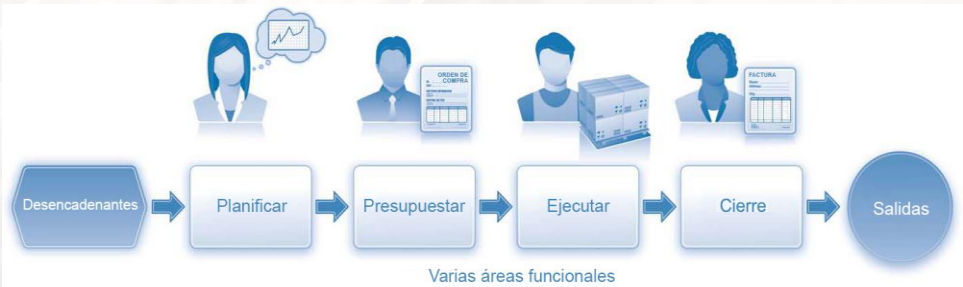 ORDEN DE
COMPRA
FACTURA
Desencadenantes
Planificar
Presupuestar
Ejecutar
Cierre
Salidas
Varias áreas funcionales